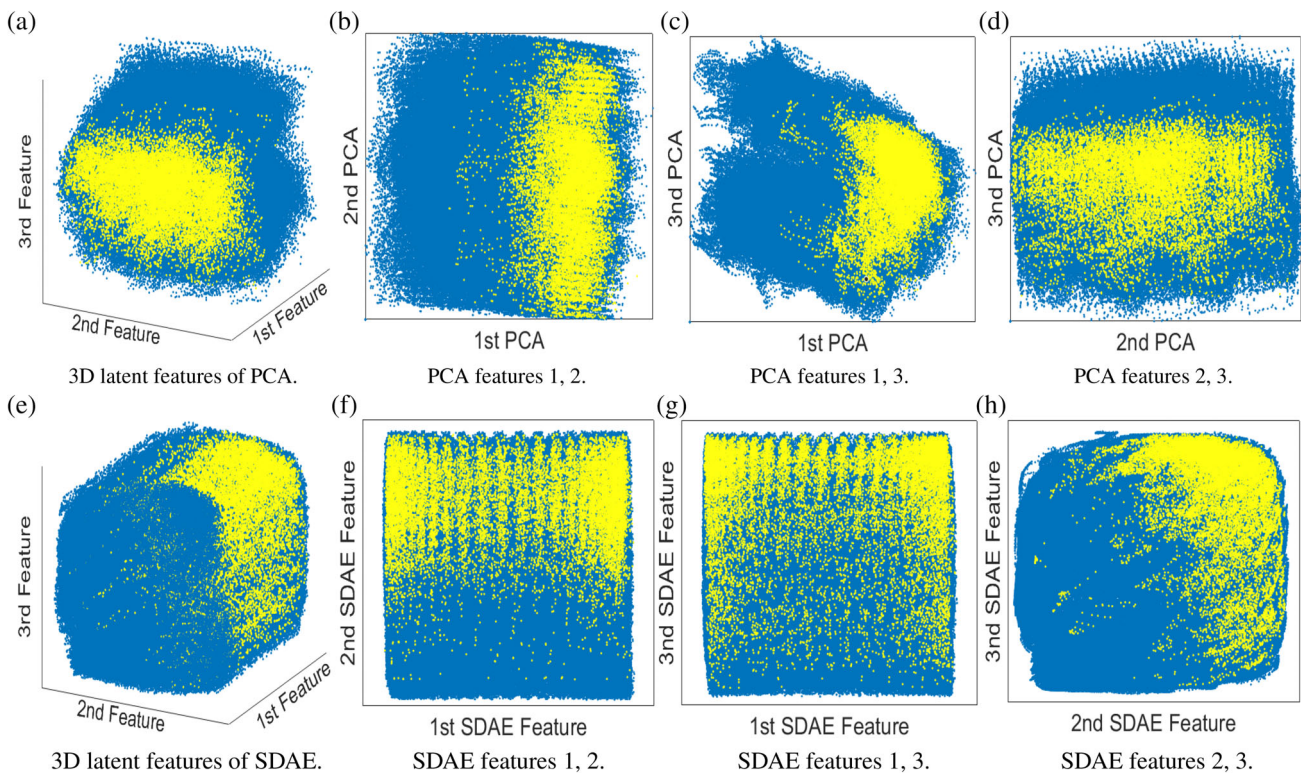 (a)
(b)
(c)
(d)
3rd Feature
2nd Feature
1st Feature
2nd PCA
1st PCA
3nd PCA
1st PCA
3nd PCA
2nd PCA
3D latent features of PCA.
PCA features 1, 2.
PCA features 1, 3.
PCA features 2, 3.
(e)
(f)
(g)
(h)
3rd Feature
2nd Feature
1st Feature
2nd SDAE Feature
1st SDAE Feature
3nd SDAE Feature
1st SDAE Feature
3nd SDAE Feature
2nd SDAE Feature
3D latent features of SDAE.
SDAE features 1, 2.
SDAE features 1, 3.
SDAE features 2, 3.